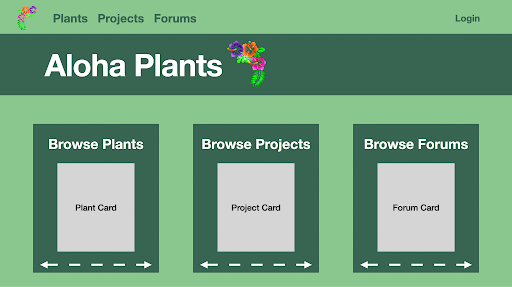 Plants Projects Forums Login
Aloha Plants
Browse Plants
Plant Card
Browse Projects
Project Card
Browse Forums
Forum Card